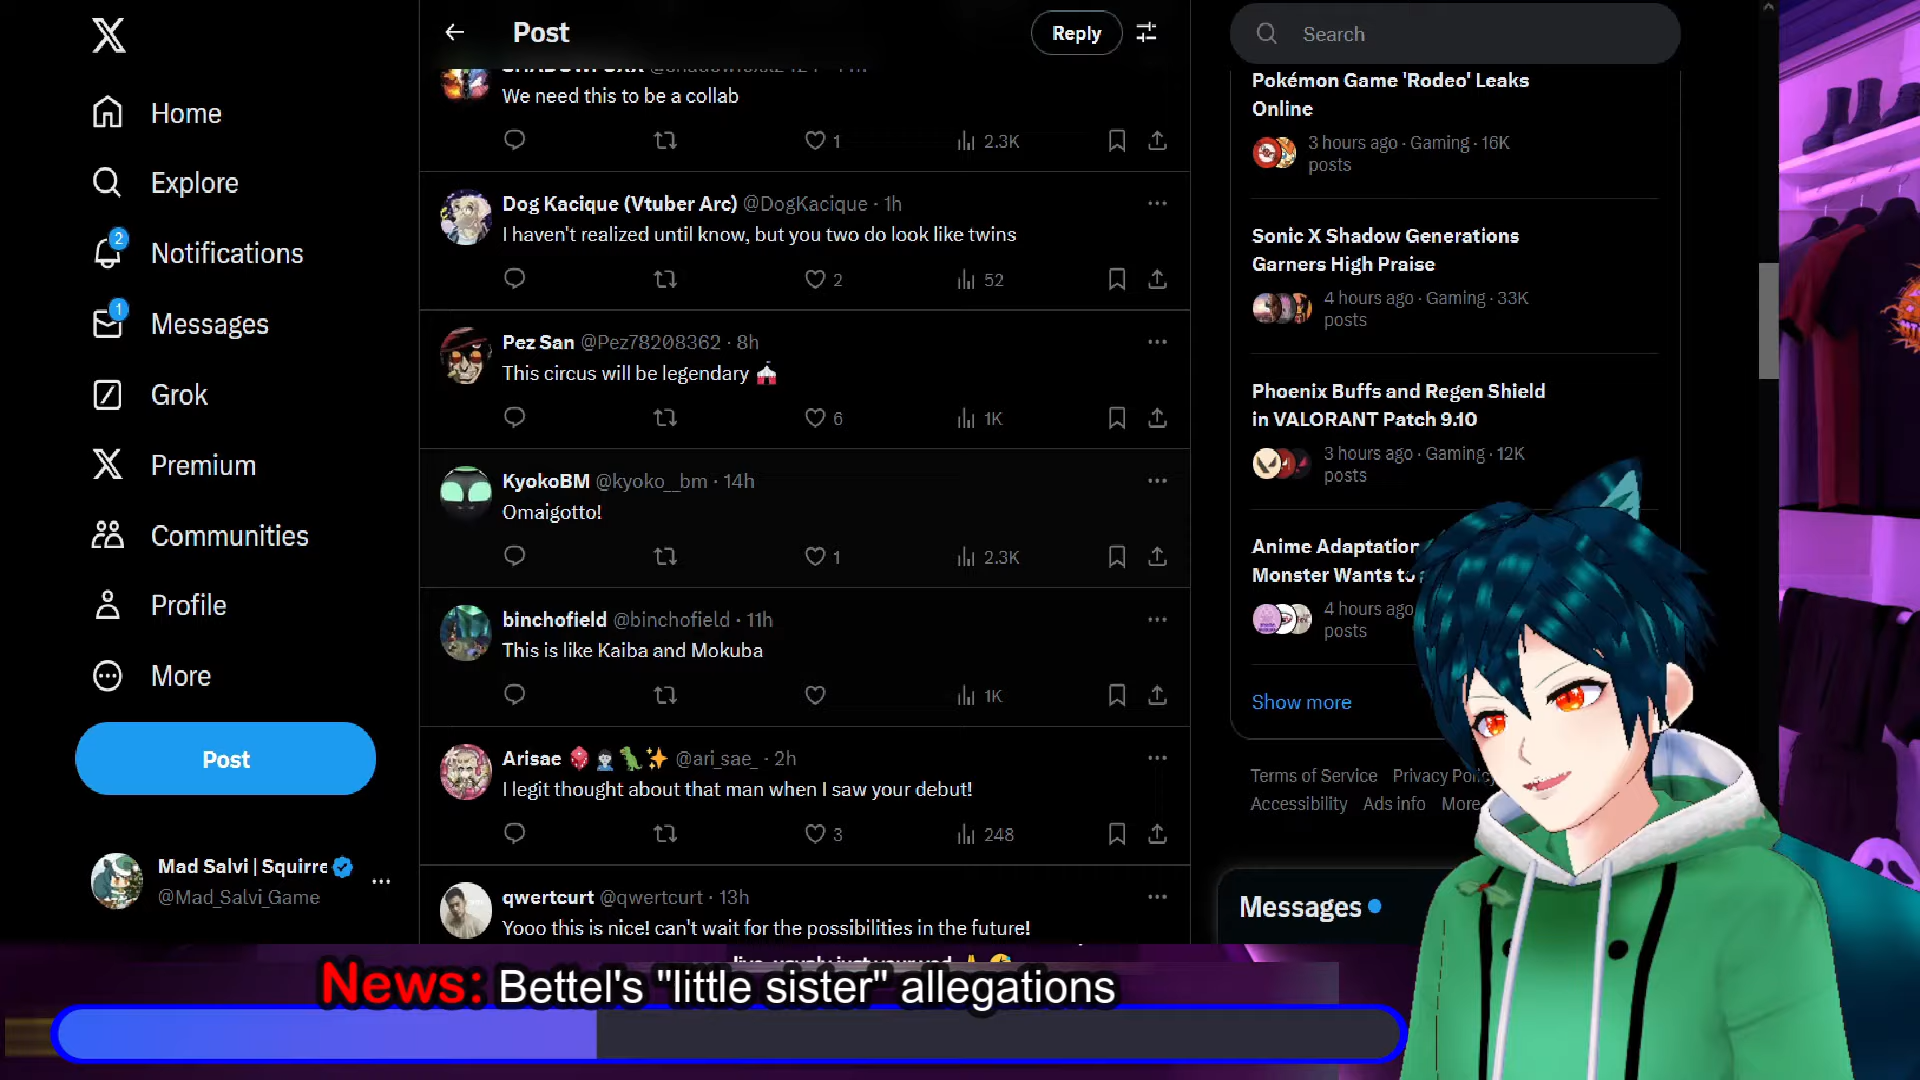 Post
Reply
Search
Home
Explore
2
Notifications
1
Messages
Grok
Premium
Communities
Profile
More
Post
Mad Salvi | Squirre
@Mad_Salvi_Game
We need this to be a collab
1 2.3K
Dog Kacique (Vtuber Arc) @DogKacique · 1h
I haven't realized until know, but you two do look like twins
2 52
Pez San @Pez78208362 · 8h
This circus will be legendary 🎪
6 1K
KyokoBM @kyoko__bm · 14h
Omaigotto!
1 2.3K
binchofield @binchofield · 11h
This is like Kaiba and Mokuba
1K
Arisae @ari_sae_ · 2h
I legit thought about that man when I saw your debut!
3 248
qwertcurt @qwertcurt · 13h
Yooo this is nice! can't wait for the possibilities in the future!
Pokémon Game 'Rodeo' Leaks
Online
3 hours ago · Gaming · 16K
posts
Sonic X Shadow Generations
Garners High Praise
4 hours ago · Gaming · 33K
posts
Phoenix Buffs and Regen Shield
in VALORANT Patch 9.10
3 hours ago · Gaming · 12K
posts
Anime Adaptation
Monster Wants to
4 hours ago
posts
Show more
Terms of Service Privacy Policy
Accessibility Ads info More
Messages
News: Bettel's "little sister" allegations